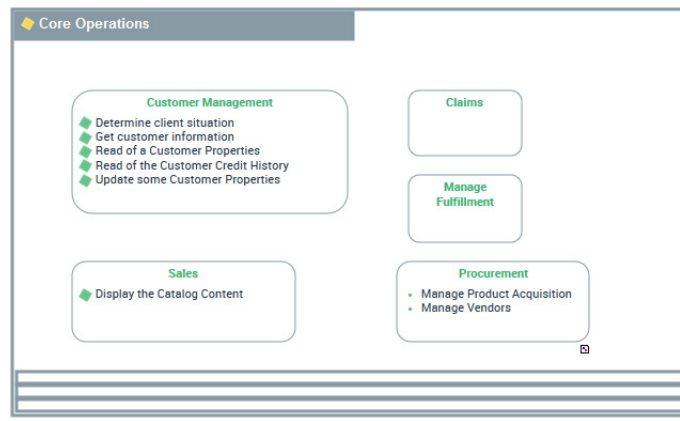 Core Operations
Customer Management
Determine client situation
Get customer information
Read of a Customer Properties
Read of the Customer Credit History
Update some Customer Properties
Claims
Manage
Fulfillment
Sales
Display the Catalog Content
Procurement
Manage Product Acquisition
Manage Vendors